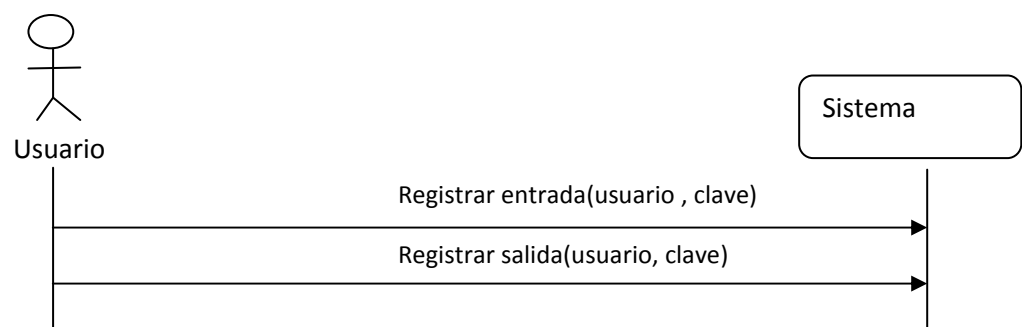 Sistema
Usuario
Registrar entrada(usuario , clave)
Registrar salida(usuario, clave)